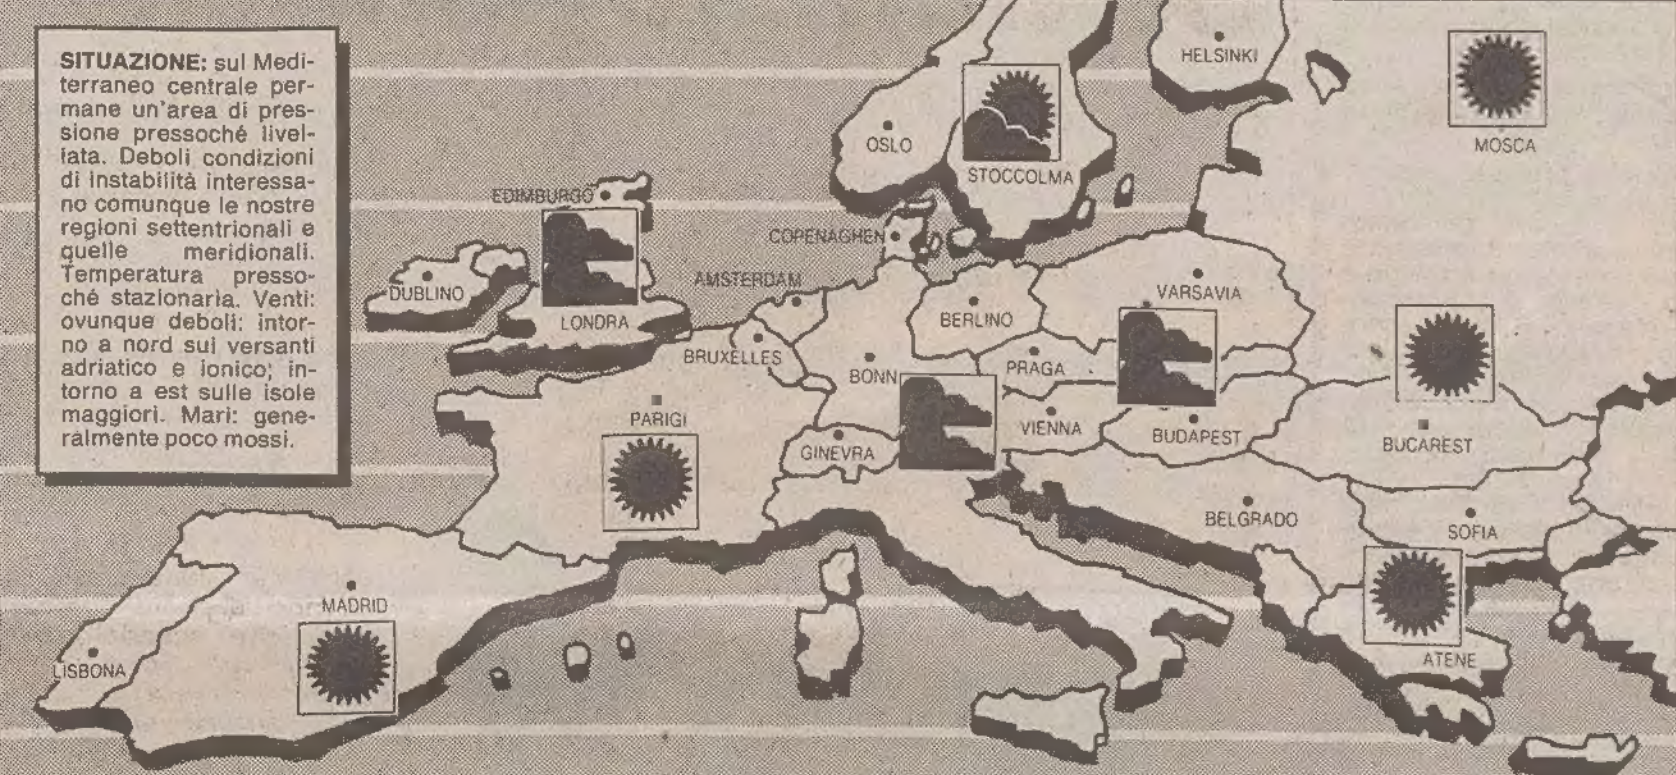 SITUAZIONE: sul Medi-
terraneo centrale per-
mane un'area di pres-
sione pressoché livel-
lata. Deboli condizioni
di instabilità interessa-
no comunque le nostre
regioni settentrionali e
quelle meridionali.
Temperatura presso-
ché stazionaria. Venti:
ovunque deboli: intor-
no a nord sui versanti
adriatico e ionico; in-
torno a est sulle isole
maggiori. Mari: gene-
ralmente poco mossi.
HELSINKI
OSLO
MOSCA
STOCCOLMA
EDIMBURGO
COPENAGHEN
AMSTERDAM
DUBLINO
VARSAVIA
LONDRA
BERLINO
BRUXELLES
PRAGA
BONN
PARIGI
VIENNA
BUDAPEST
BUCAREST
GINEVRA
BELGRADO
SOFIA
MADRID
LISBONA
ATENE